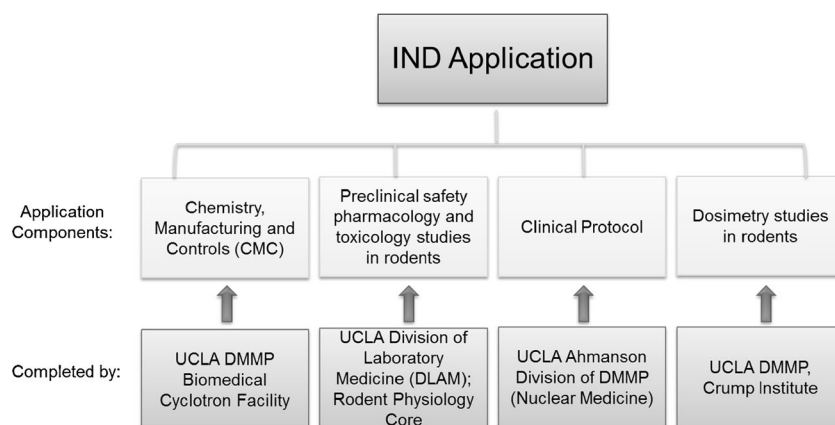 IND Application
Application
Components:
Chemistry,
Manufacturing and
Controls (CMC)
Preclinical safety
pharmacology and
toxicology studies
in rodents
Clinical Protocol
Dosimetry studies
in rodents
Completed by:
UCLA DMMP
Biomedical
Cyclotron Facility
UCLA Division of
Laboratory
Medicine (DLAM);
Rodent Physiology
Core
UCLA Ahmanson
Division of DMMP
(Nuclear Medicine)
UCLA DMMP,
Crump Institute